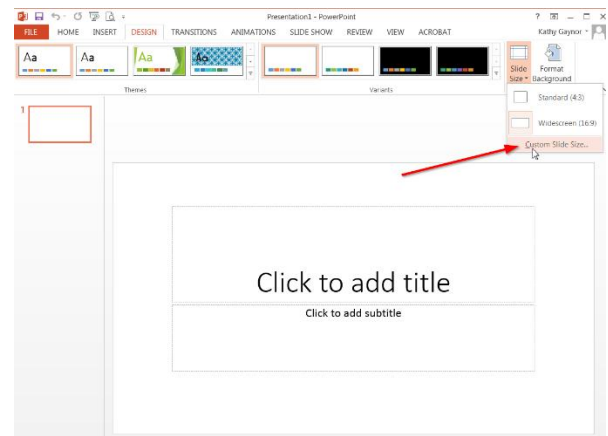 Presentation1 - PowerPoint
FILE HOME INSERT DESIGN TRANSITIONS ANIMATIONS SLIDE SHOW REVIEW VIEW ACROBAT Kathy Gaynor
Aa Aa Aa Aa
Slide Size Format Background
Themes Variants
Standard (4:3)
Widescreen (16:9)
Custom Slide Size...
1
Click to add title
Click to add subtitle